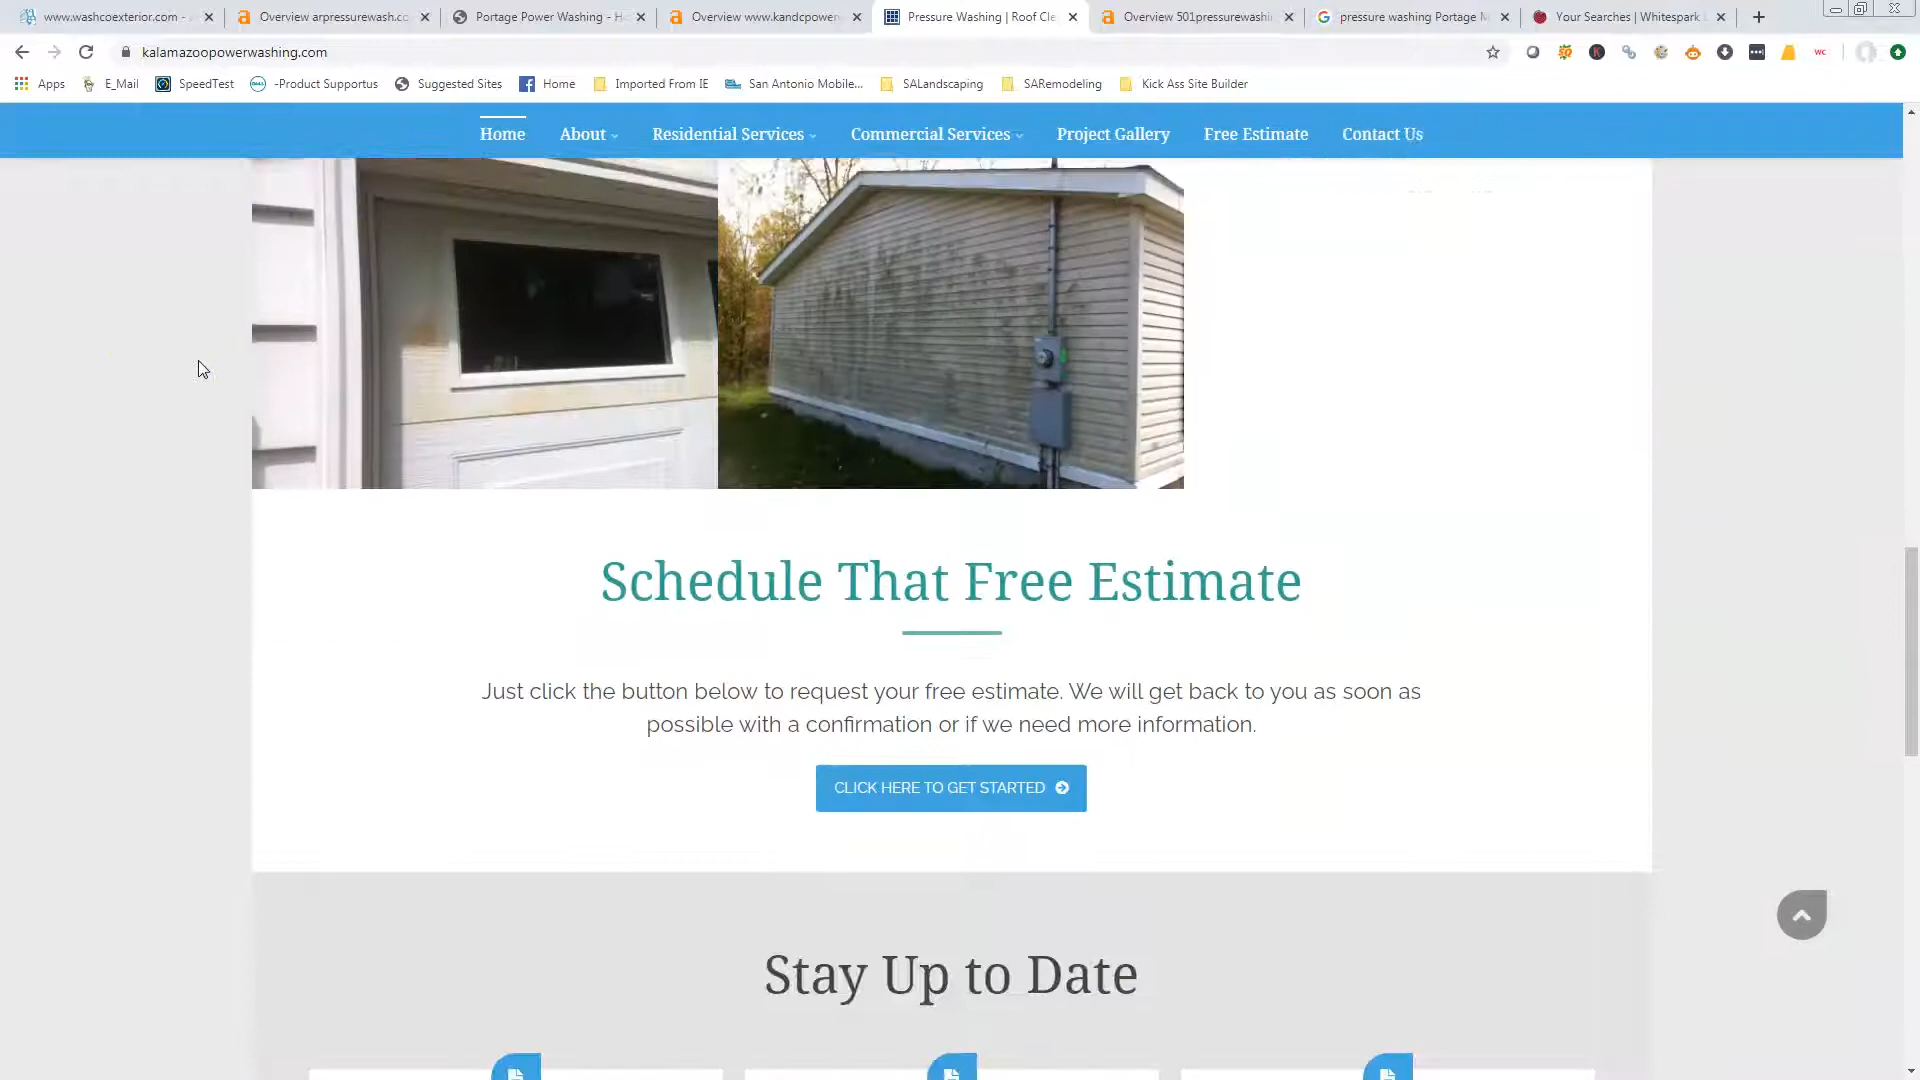 www.washcoexterior.com -
Overview arpressurewash.co
Portage Power Washing - H
Overview www.kandcpower
Pressure Washing | Roof Cle
Overview 501pressurewashi
pressure washing Portage M
Your Searches | Whitespark
kalamazoopowerwashing.com
Apps
E_Mail
SpeedTest
-Product Supportus
Suggested Sites
Home
Imported From IE
San Antonio Mobile...
SALandscaping
SARemodeling
Kick Ass Site Builder
Home
About
Residential Services
Commercial Services
Project Gallery
Free Estimate
Contact Us
Schedule That Free Estimate
Just click the button below to request your free estimate. We will get back to you as soon as
possible with a confirmation or if we need more information.
CLICK HERE TO GET STARTED
Stay Up to Date